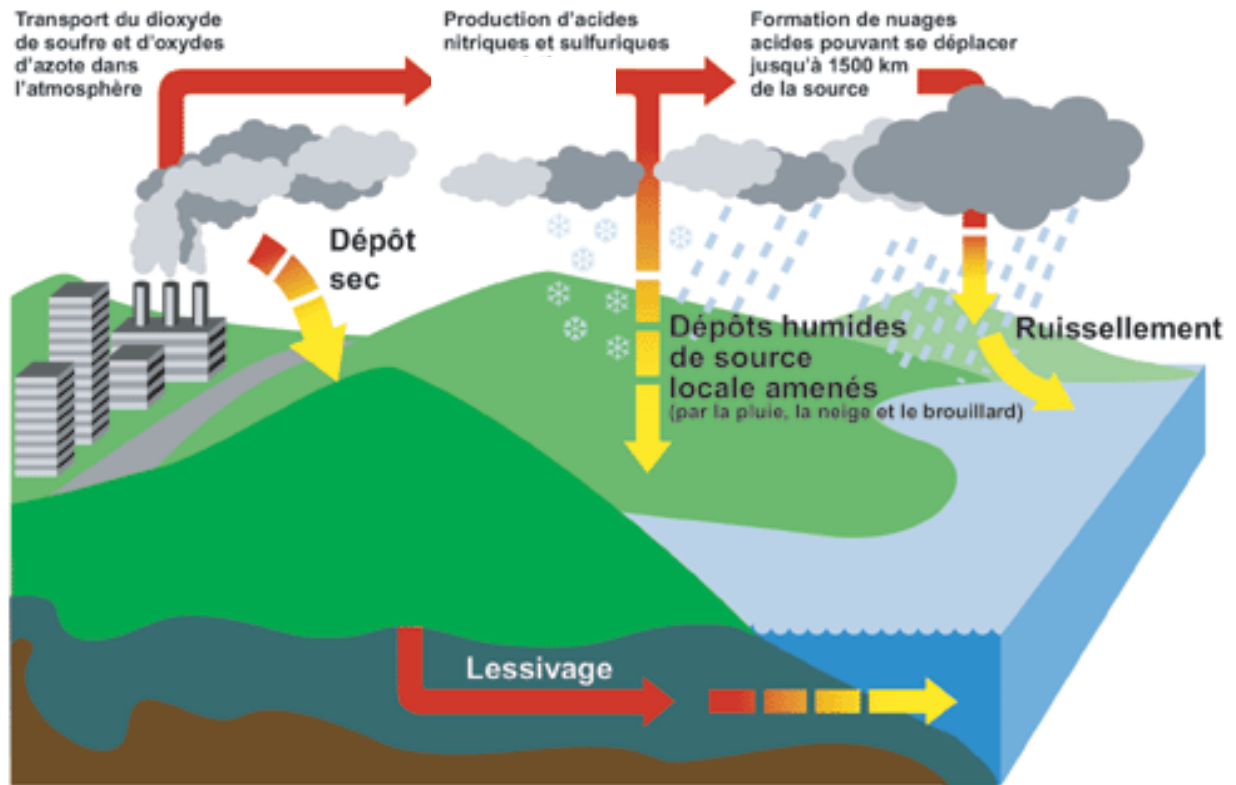 Transport du dioxyde
de soufre et d'oxydes
d'azote dans
l'atmosphère
Production d'acides
nitriques et sulfuriques
Formation de nuages
acides pouvant se déplacer
jusqu'à 1500 km
de la source
Dépôt
sec
Dépôts humides
de source
locale amenés
(par la pluie, la neige et le brouillard)
Ruissellement
Lessivage